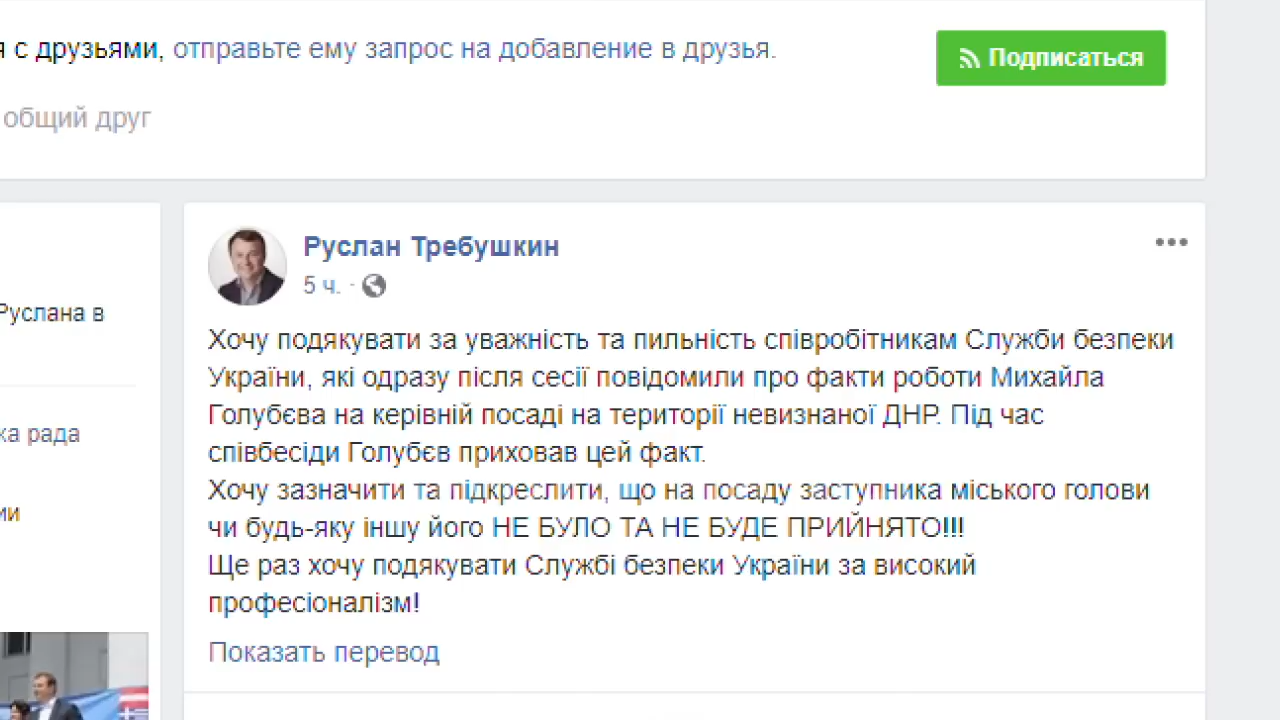 я с друзьями, отправьте ему запрос на добавление в друзья.
Подписаться
общий друг
Руслан Требушкин
5 ч. ·
Руслана в
ка рада
ии
Хочу подякувати за уважність та пильність співробітникам Служби безпеки
України, які одразу після сесії повідомили про факти роботи Михайла
Голубєва на керівній посаді на території невизнаної ДНР. Під час
співбесіди Голубєв приховав цей факт.
Хочу зазначити та підкреслити, що на посаду заступника міського голови
чи будь-яку іншу його НЕ БУЛО ТА НЕ БУДЕ ПРИЙНЯТО!!!
Ще раз хочу подякувати Службі безпеки України за високий
професіоналізм!
Показать перевод